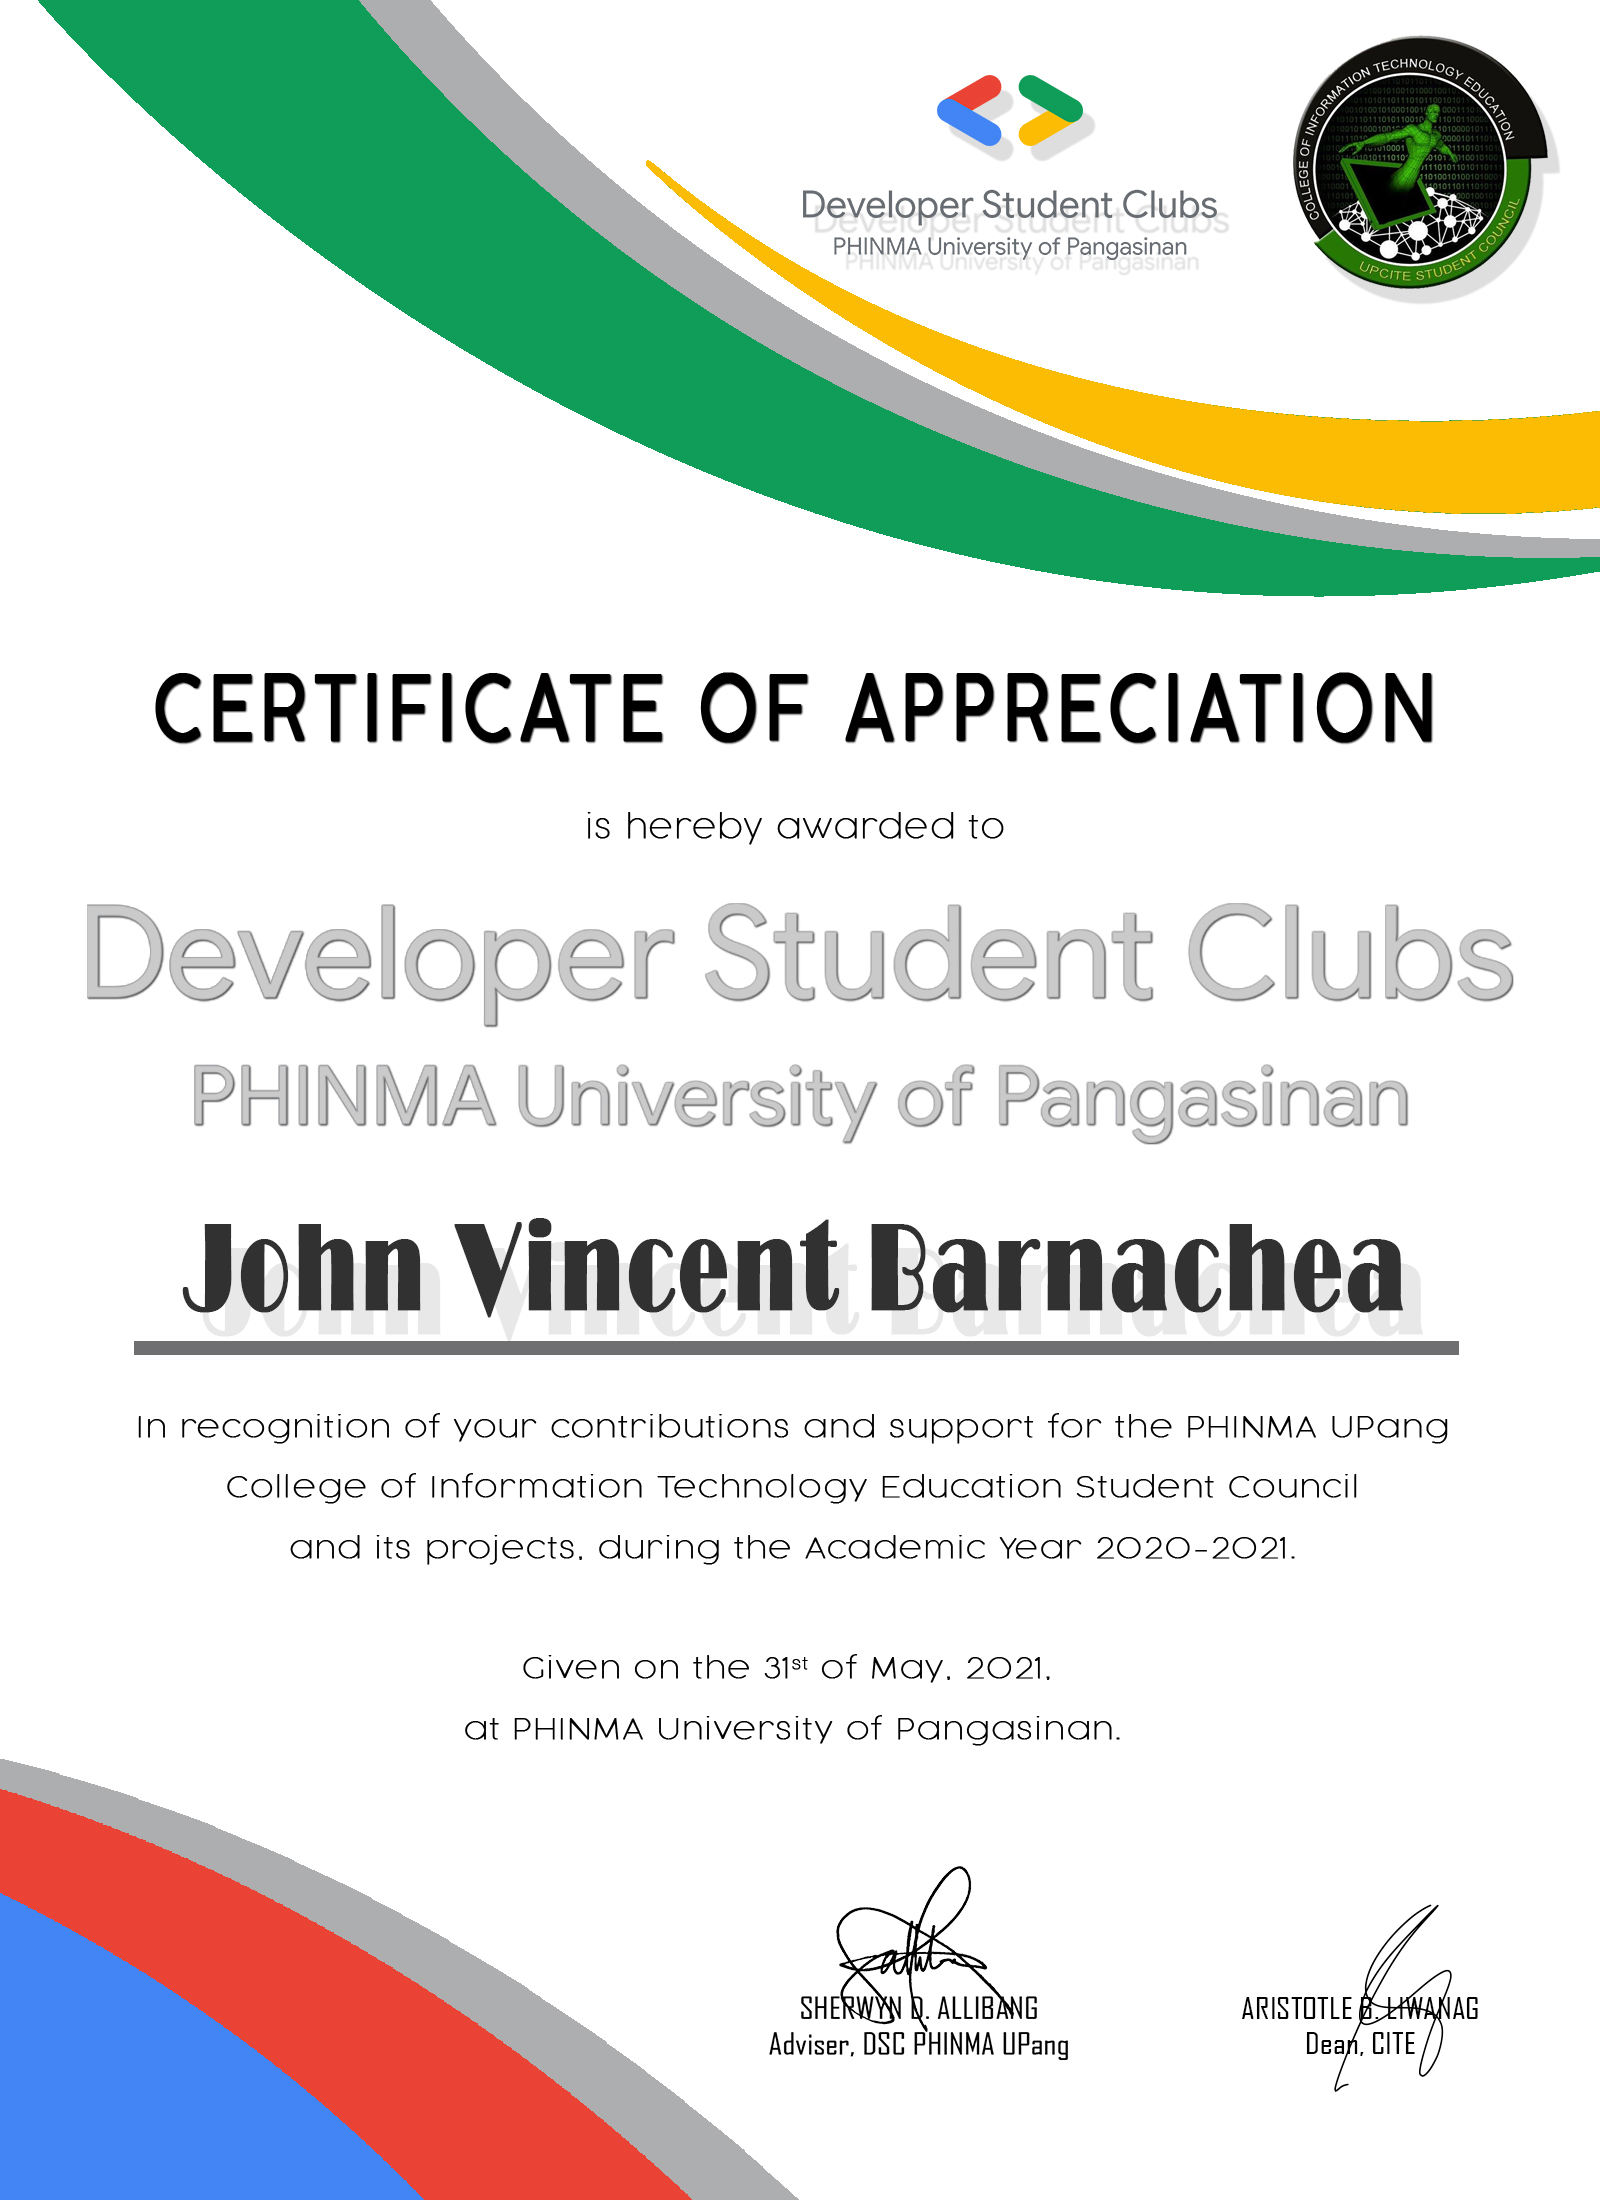 Developer Student Clubs
PHINMA University of Pangasinan
COLLEGE OF INFORMATION TECHNOLOGY EDUCATION
UPCITE STUDENT COUNCIL
CERTIFICATE OF APPRECIATION
is hereby awarded to
Developer Student Clubs
PHINMA University of Pangasinan
John Vincent Barnachea
In recognition of your contributions and support for the PHINMA UPang
College of Information Technology Education Student Council
and its projects, during the Academic Year 2020-2021.
Given on the 31st of May, 2021,
at PHINMA University of Pangasinan.
SHERWYN D. ALLIBANG
Adviser, DSC PHINMA UPang
ARISTOTLE B. LIWANAG
Dean, CITE